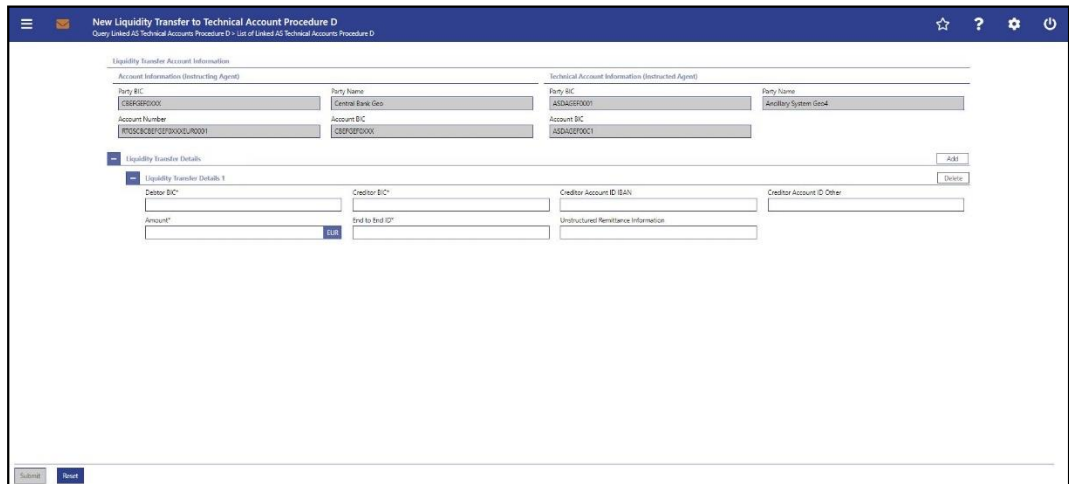 New Liquidity Transfer to Technical Account Procedure D
Query Linked AS Technical Accounts Procedure D > List of Linked AS Technical Accounts Procedure D
?
Liquidity Transfer Account Information
Account Information (Instructing Agent) Technical Account Information (Instructed Agent)
Party BIC Party Name Party BIC Party Name
CBEFGEF0XXX Central Bank Geo ASDAGEF0001 Ancillary System Geo4
Account Number Account BIC Account BIC
RTGSCBCBEFGEF0XXXEUR0001 CBEFGEF0XXX ASDAGEF00C1
Liquidity Transfer Details Add
Liquidity Transfer Details 1 Delete
Debtor BIC* Creditor BIC* Creditor Account ID IBAN Creditor Account ID Other
Amount* End to End ID* Unstructured Remittance Information
EUR
Submit Reset